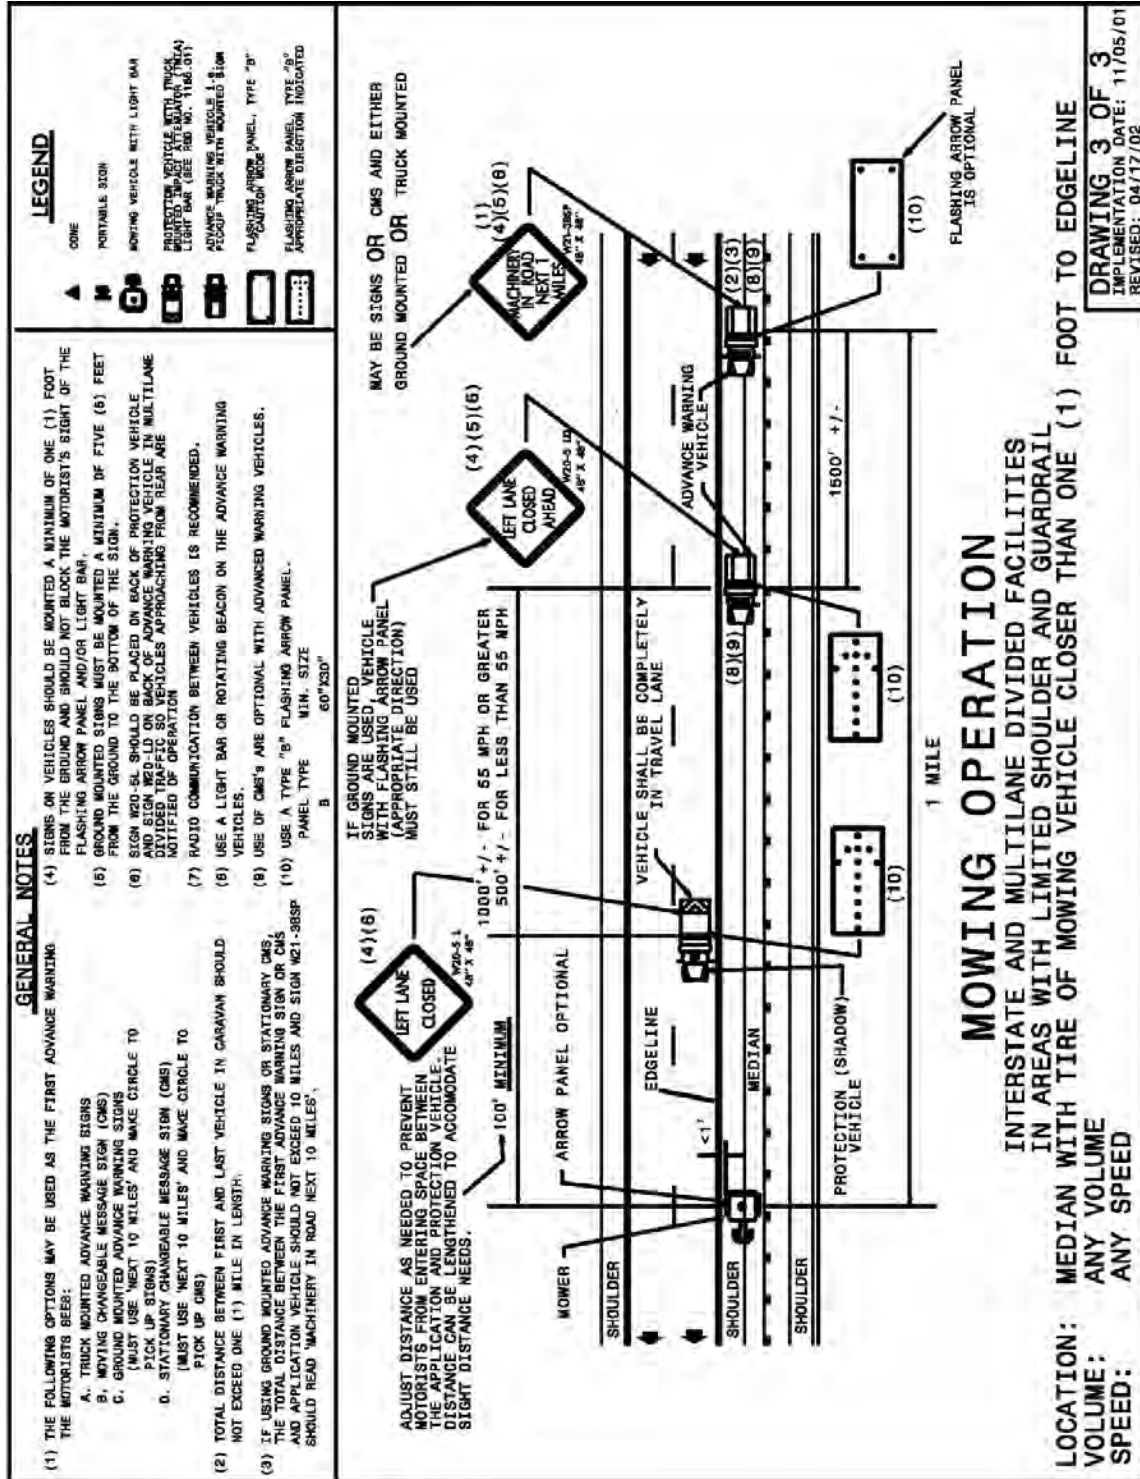 GENERAL NOTES
(1) THE FOLLOWING OPTIONS MAY BE USED AS THE FIRST ADVANCE WARNING
THE MOTORISTS SEES:
A. TRUCK MOUNTED ADVANCE WARNING SIGNS
B. MOVING CHANGEABLE MESSAGE SIGN (CMS)
C. GROUND MOUNTED ADVANCE WARNING SIGNS
(MUST USE 'NEXT 10 MILES' AND MAKE CIRCLE TO
PICK UP SIGNS)
D. STATIONARY CHANGEABLE MESSAGE SIGN (CMS)
(MUST USE 'NEXT 10 MILES' AND MAKE CIRCLE TO
PICK UP CMS)
(2) TOTAL DISTANCE BETWEEN FIRST AND LAST VEHICLE IN CARAVAN SHOULD
NOT EXCEED ONE (1) MILE IN LENGTH.
(3) IF USING GROUND MOUNTED ADVANCE WARNING SIGNS OR STATIONARY CMS,
THE TOTAL DISTANCE BETWEEN THE FIRST ADVANCE WARNING SIGN OR CMS
AND APPLICATION VEHICLE SHOULD NOT EXCEED 10 MILES AND SIGN W21-3BSP
SHOULD READ 'MACHINERY IN ROAD NEXT 10 MILES'.
(4) SIGNS ON VEHICLES SHOULD BE MOUNTED A MINIMUM OF ONE (1) FOOT
FROM THE GROUND AND SHOULD NOT BLOCK THE MOTORIST'S SIGHT OF THE
FLASHING ARROW PANEL AND/OR LIGHT BAR.
(5) GROUND MOUNTED SIGNS MUST BE MOUNTED A MINIMUM OF FIVE (5) FEET
FROM THE GROUND TO THE BOTTOM OF THE SIGN.
(6) SIGN W20-5L SHOULD BE PLACED ON BACK OF PROTECTION VEHICLE
AND SIGN W20-LD ON BACK OF ADVANCE WARNING VEHICLE IN MULTILANE
DIVIDED TRAFFIC SO VEHICLES APPROACHING FROM REAR ARE
NOTIFIED OF OPERATION
(7) RADIO COMMUNICATION BETWEEN VEHICLES IS RECOMMENDED.
(8) USE A LIGHT BAR OR ROTATING BEACON ON THE ADVANCE WARNING
VEHICLES.
(9) USE OF CMS's ARE OPTIONAL WITH ADVANCED WARNING VEHICLES.
(10) USE A TYPE "B" FLASHING ARROW PANEL.
PANEL TYPE MIN. SIZE
B 60"X30"
LEGEND
CONE
PORTABLE SIGN
MOWING VEHICLE WITH LIGHT BAR
PROTECTION VEHICLE WITH TRUCK
MOUNTED IMPACT ATTENUATOR (TMIA)
LIGHT BAR (SEE RBD NO. 1186.01)
ADVANCE WARNING VEHICLE 1-8,
PICKUP TRUCK WITH MOUNTED SIGN
FLASHING ARROW PANEL, TYPE "B"
"CAUTION MODE"
FLASHING ARROW PANEL, TYPE "B"
APPROPRIATE DIRECTION INDICATED
ADJUST DISTANCE AS NEEDED TO PREVENT
MOTORISTS FROM ENTERING SPACE BETWEEN
THE APPLICATION AND PROTECTION VEHICLE.
DISTANCE CAN BE LENGTHENED TO ACCOMODATE
SIGHT DISTANCE NEEDS.
LEFT LANE
CLOSED
(4)(6)
W20-5 L
48" X 48"
IF GROUND MOUNTED
SIGNS ARE USED, VEHICLE
WITH FLASHING ARROW PANEL
(APPROPRIATE DIRECTION)
MUST STILL BE USED
LEFT LANE
CLOSED
AHEAD
(4)(5)(6)
W20-5 LD
48" X 48"
MAY BE SIGNS OR CMS AND EITHER
GROUND MOUNTED OR TRUCK MOUNTED
MACHINERY
IN ROAD
NEXT 1
MILES
(1)
(4)(5)(6)
W21-3BSP
48" X 48"
100' MINIMUM
1000' +/- FOR 55 MPH OR GREATER
500' +/- FOR LESS THAN 55 MPH
MOWER
ARROW PANEL OPTIONAL
EDGELINE
VEHICLE SHALL BE COMPLETELY
IN TRAVEL LANE
ADVANCE WARNING
VEHICLE
SHOULDER
<1'
SHOULDER
MEDIAN
(8)(9)
(2)(3)
(8)(9)
SHOULDER
PROTECTION (SHADOW)
VEHICLE
(10)
(10)
1500' +/-
(10)
FLASHING ARROW PANEL
IS OPTIONAL
1 MILE
MOWING OPERATION
INTERSTATE AND MULTILANE DIVIDED FACILITIES
IN AREAS WITH LIMITED SHOULDER AND GUARDRAIL
LOCATION: MEDIAN WITH TIRE OF MOWING VEHICLE CLOSER THAN ONE (1) FOOT TO EDGELINE
VOLUME: ANY VOLUME
SPEED: ANY SPEED
DRAWING 3 OF 3
IMPLEMENTATION DATE: 11/05/01
REVISED: 04/17/02